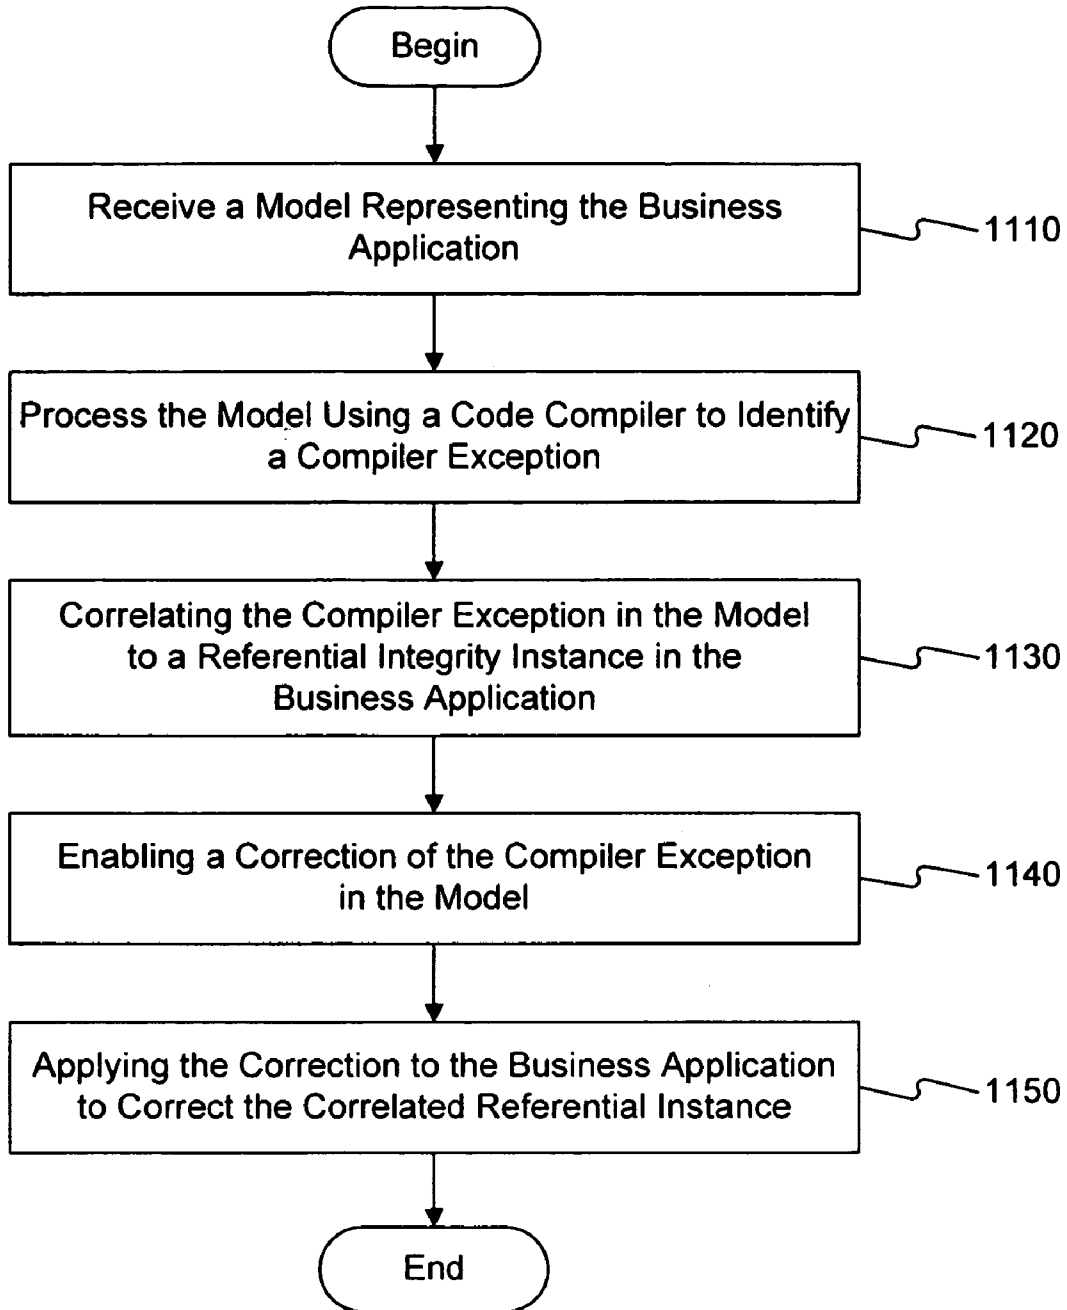 Begin
Receive a Model Representing the Business
Application
1110
Process the Model Using a Code Compiler to Identify
a Compiler Exception
1120
Correlating the Compiler Exception in the Model
to a Referential Integrity Instance in the
Business Application
1130
Enabling a Correction of the Compiler Exception
in the Model
1140
Applying the Correction to the Business Application
to Correct the Correlated Referential Instance
1150
End